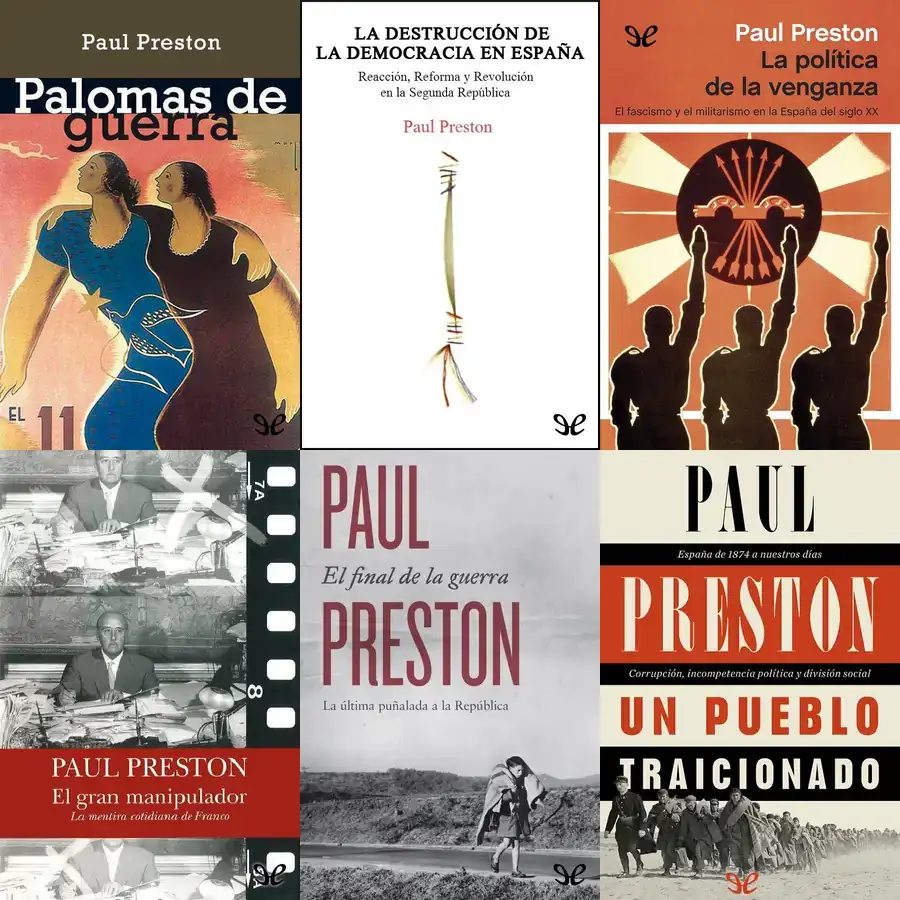 Paul Preston
Palomas de
guerra
EL 11
LA DESTRUCCIÓN DE
LA DEMOCRACIA EN ESPAÑA
Reacción, Reforma y Revolución
en la Segunda República
Paul Preston
Paul Preston
La política
de la venganza
El fascismo y el militarismo en la España del siglo XX
7A
8
PAUL PRESTON
El gran manipulador
La mentira cotidiana de Franco
PAUL
El final de la guerra
PRESTON
La última puñalada a la República
PAUL
España de 1874 a nuestros días
PRESTON
Corrupción, incompetencia política y división social
UN PUEBLO
TRAICIONADO